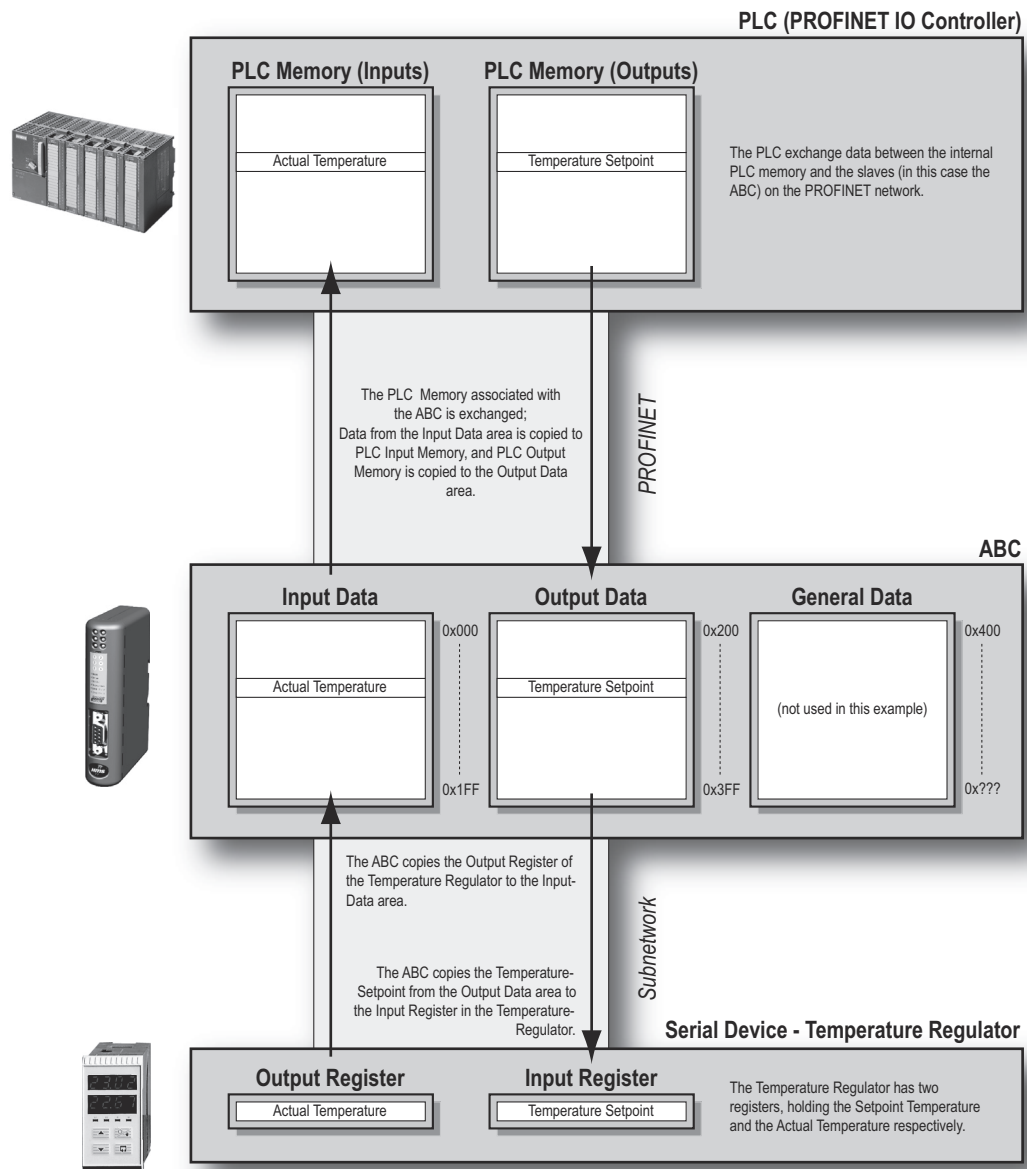 PLC (PROFINET IO Controller)
PLC Memory (Inputs)
PLC Memory (Outputs)
Actual Temperature
Temperature Setpoint
The PLC exchange data between the internal
PLC memory and the slaves (in this case the
ABC) on the PROFINET network.
The PLC Memory associated with
the ABC is exchanged;
Data from the Input Data area is copied to
PLC Input Memory, and PLC Output
Memory is copied to the Output Data
area.
PROFINET
ABC
Input Data
Output Data
General Data
0x000
0x200
0x400
Actual Temperature
Temperature Setpoint
(not used in this example)
0x1FF
0x3FF
0x???
The ABC copies the Output Register of
the Temperature Regulator to the Input-
Data area.
The ABC copies the Temperature-
Setpoint from the Output Data area to
the Input Register in the Temperature-
Regulator.
Subnetwork
Serial Device - Temperature Regulator
Output Register
Input Register
Actual Temperature
Temperature Setpoint
The Temperature Regulator has two
registers, holding the Setpoint Temperature
and the Actual Temperature respectively.